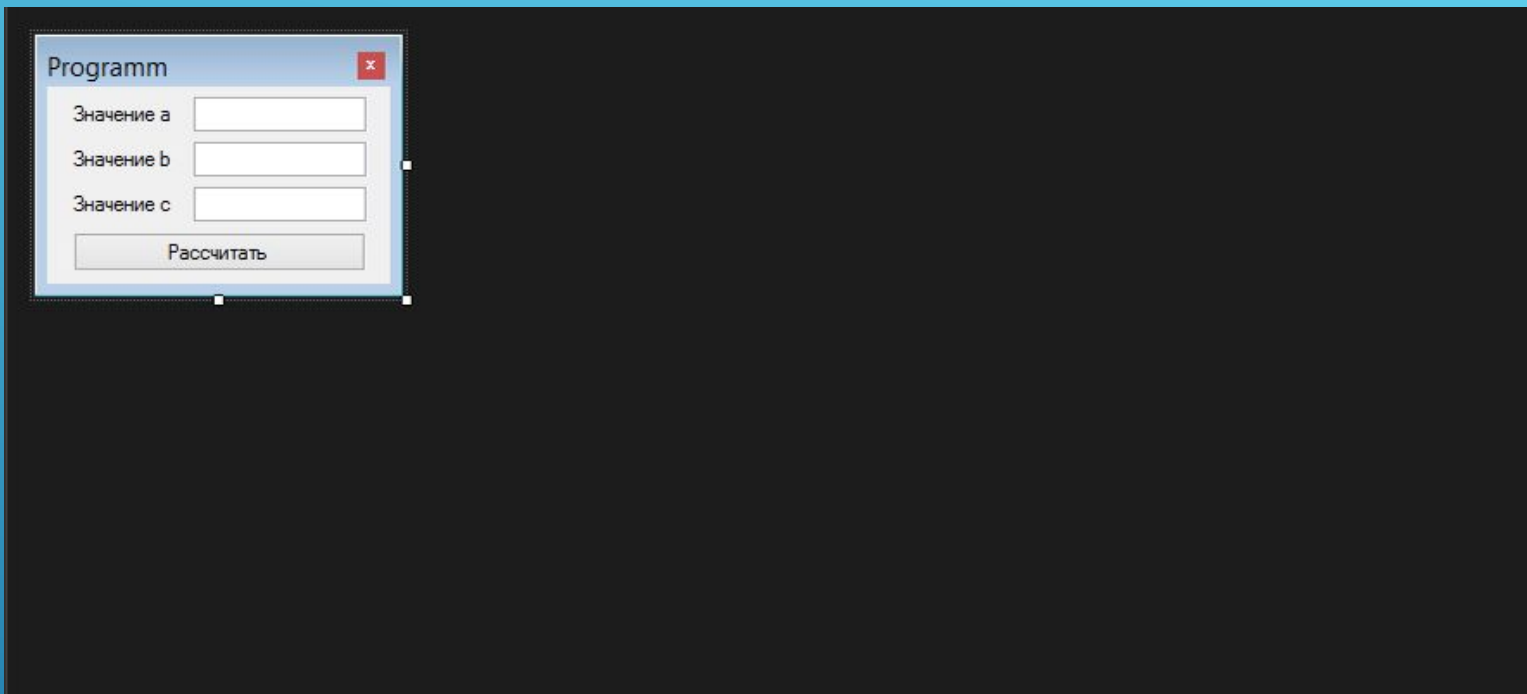 Programm
x
Значение a
Значение b
Значение c
Рассчитать